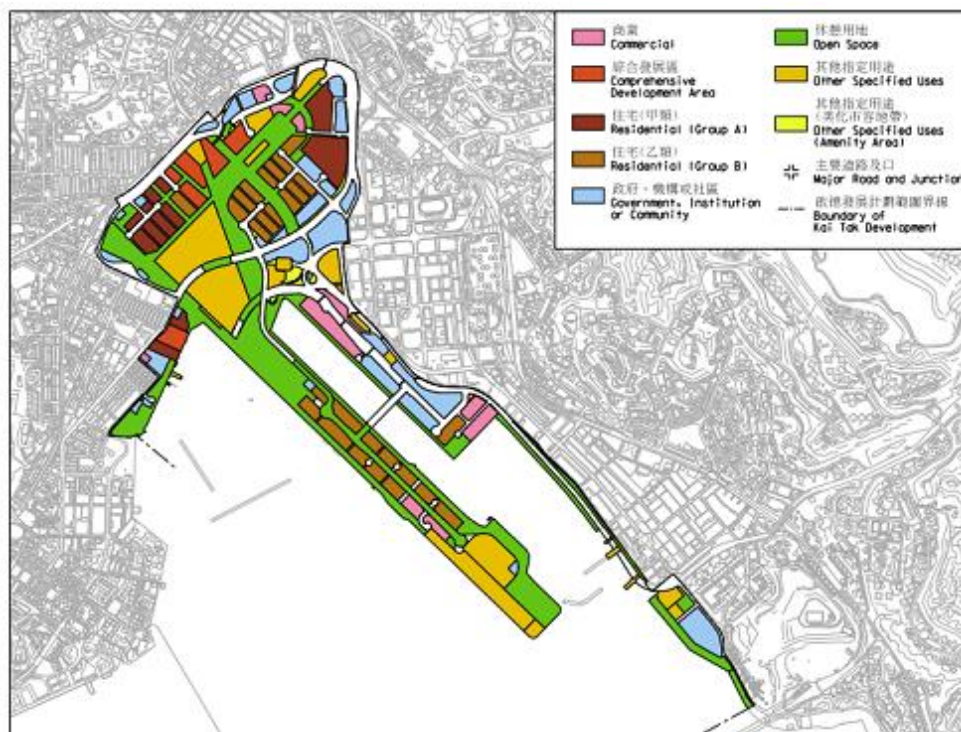 商業
Commercial
綜合發展區
Comprehensive
Development Area
住宅(甲類)
Residential (Group A)
住宅(乙類)
Residential (Group B)
政府、機構或社區
Government, Institution
or Community
休憩用地
Open Space
其他指定用途
Other Specified Uses
其他指定用途
(美化市容地帶)
Other Specified Uses
(Amenity Area)
主要道路及口
Major Road and Junction
啟德發展計劃範圍界線
Boundary of
Kai Tak Development